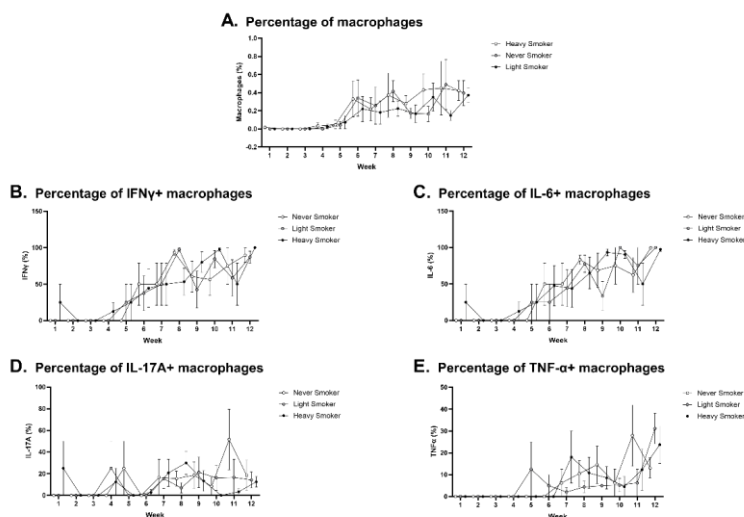 A. Percentage of macrophages
Macrophages (%)
1.0
0.8
0.6
0.4
0.2
0.0
-0.2
1 2 3 4 5 6 7 8 9 10 11 12
Week
Heavy Smoker
Never Smoker
Light Smoker
B. Percentage of IFNγ+ macrophages
IFNγ (%)
150
100
50
0
1 2 3 4 5 6 7 8 9 10 11 12
Week
Never Smoker
Light Smoker
Heavy Smoker
C. Percentage of IL-6+ macrophages
IL-6 (%)
150
100
50
0
1 2 3 4 5 6 7 8 9 10 11 12
Week
Never Smoker
Light Smoker
Heavy Smoker
D. Percentage of IL-17A+ macrophages
IL-17A (%)
100
80
60
40
20
0
1 2 3 4 5 6 7 8 9 10 11 12
Week
Never Smoker
Light Smoker
Heavy Smoker
E. Percentage of TNF-α+ macrophages
TNFα (%)
50
40
30
20
10
0
1 2 3 4 5 6 7 8 9 10 11 12
Week
Never Smoker
Light Smoker
Heavy Smoker